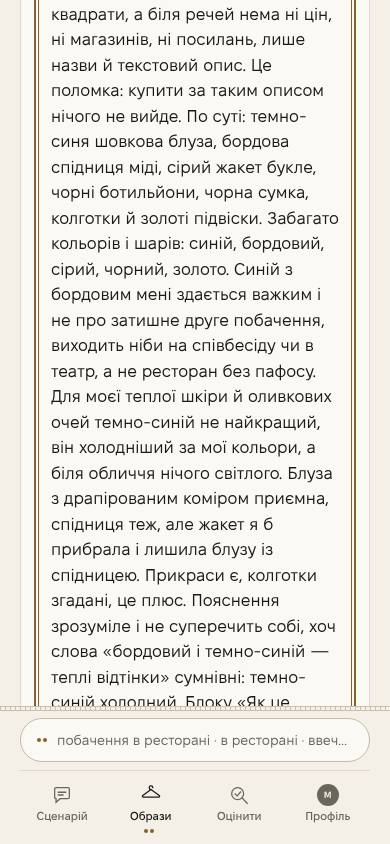 квадрати, а біля речей нема ні цін,
ні магазинів, ні посилань, лише
назви й текстовий опис. Це
поломка: купити за таким описом
нічого не вийде. По суті: темно-
синя шовкова блуза, бордова
спідниця міді, сірий жакет букле,
чорні ботильйони, чорна сумка,
колготки й золоті підвіски. Забагато
кольорів і шарів: синій, бордовий,
сірий, чорний, золото. Синій з
бордовим мені здається важким і
не про затишне друге побачення,
виходить ніби на співбесіду чи в
театр, а не ресторан без пафосу.
Для моєї теплої шкіри й оливкових
очей темно-синій не найкращий,
він холодніший за мої кольори, а
біля обличчя нічого світлого. Блуза
з драпірованим коміром приємна,
спідниця теж, але жакет я б
прибрала і лишила блузу із
спідницею. Прикраси є, колготки
згадані, це плюс. Пояснення
зрозуміле і не суперечить собі, хоч
слова «бордовий і темно-синій —
теплі відтінки» сумнівні: темно-
синій холодний. Блоку «Як це
побачення в ресторані · в ресторані · ввеч...
Сценарій
Образи
Оцінити
М
Профіль